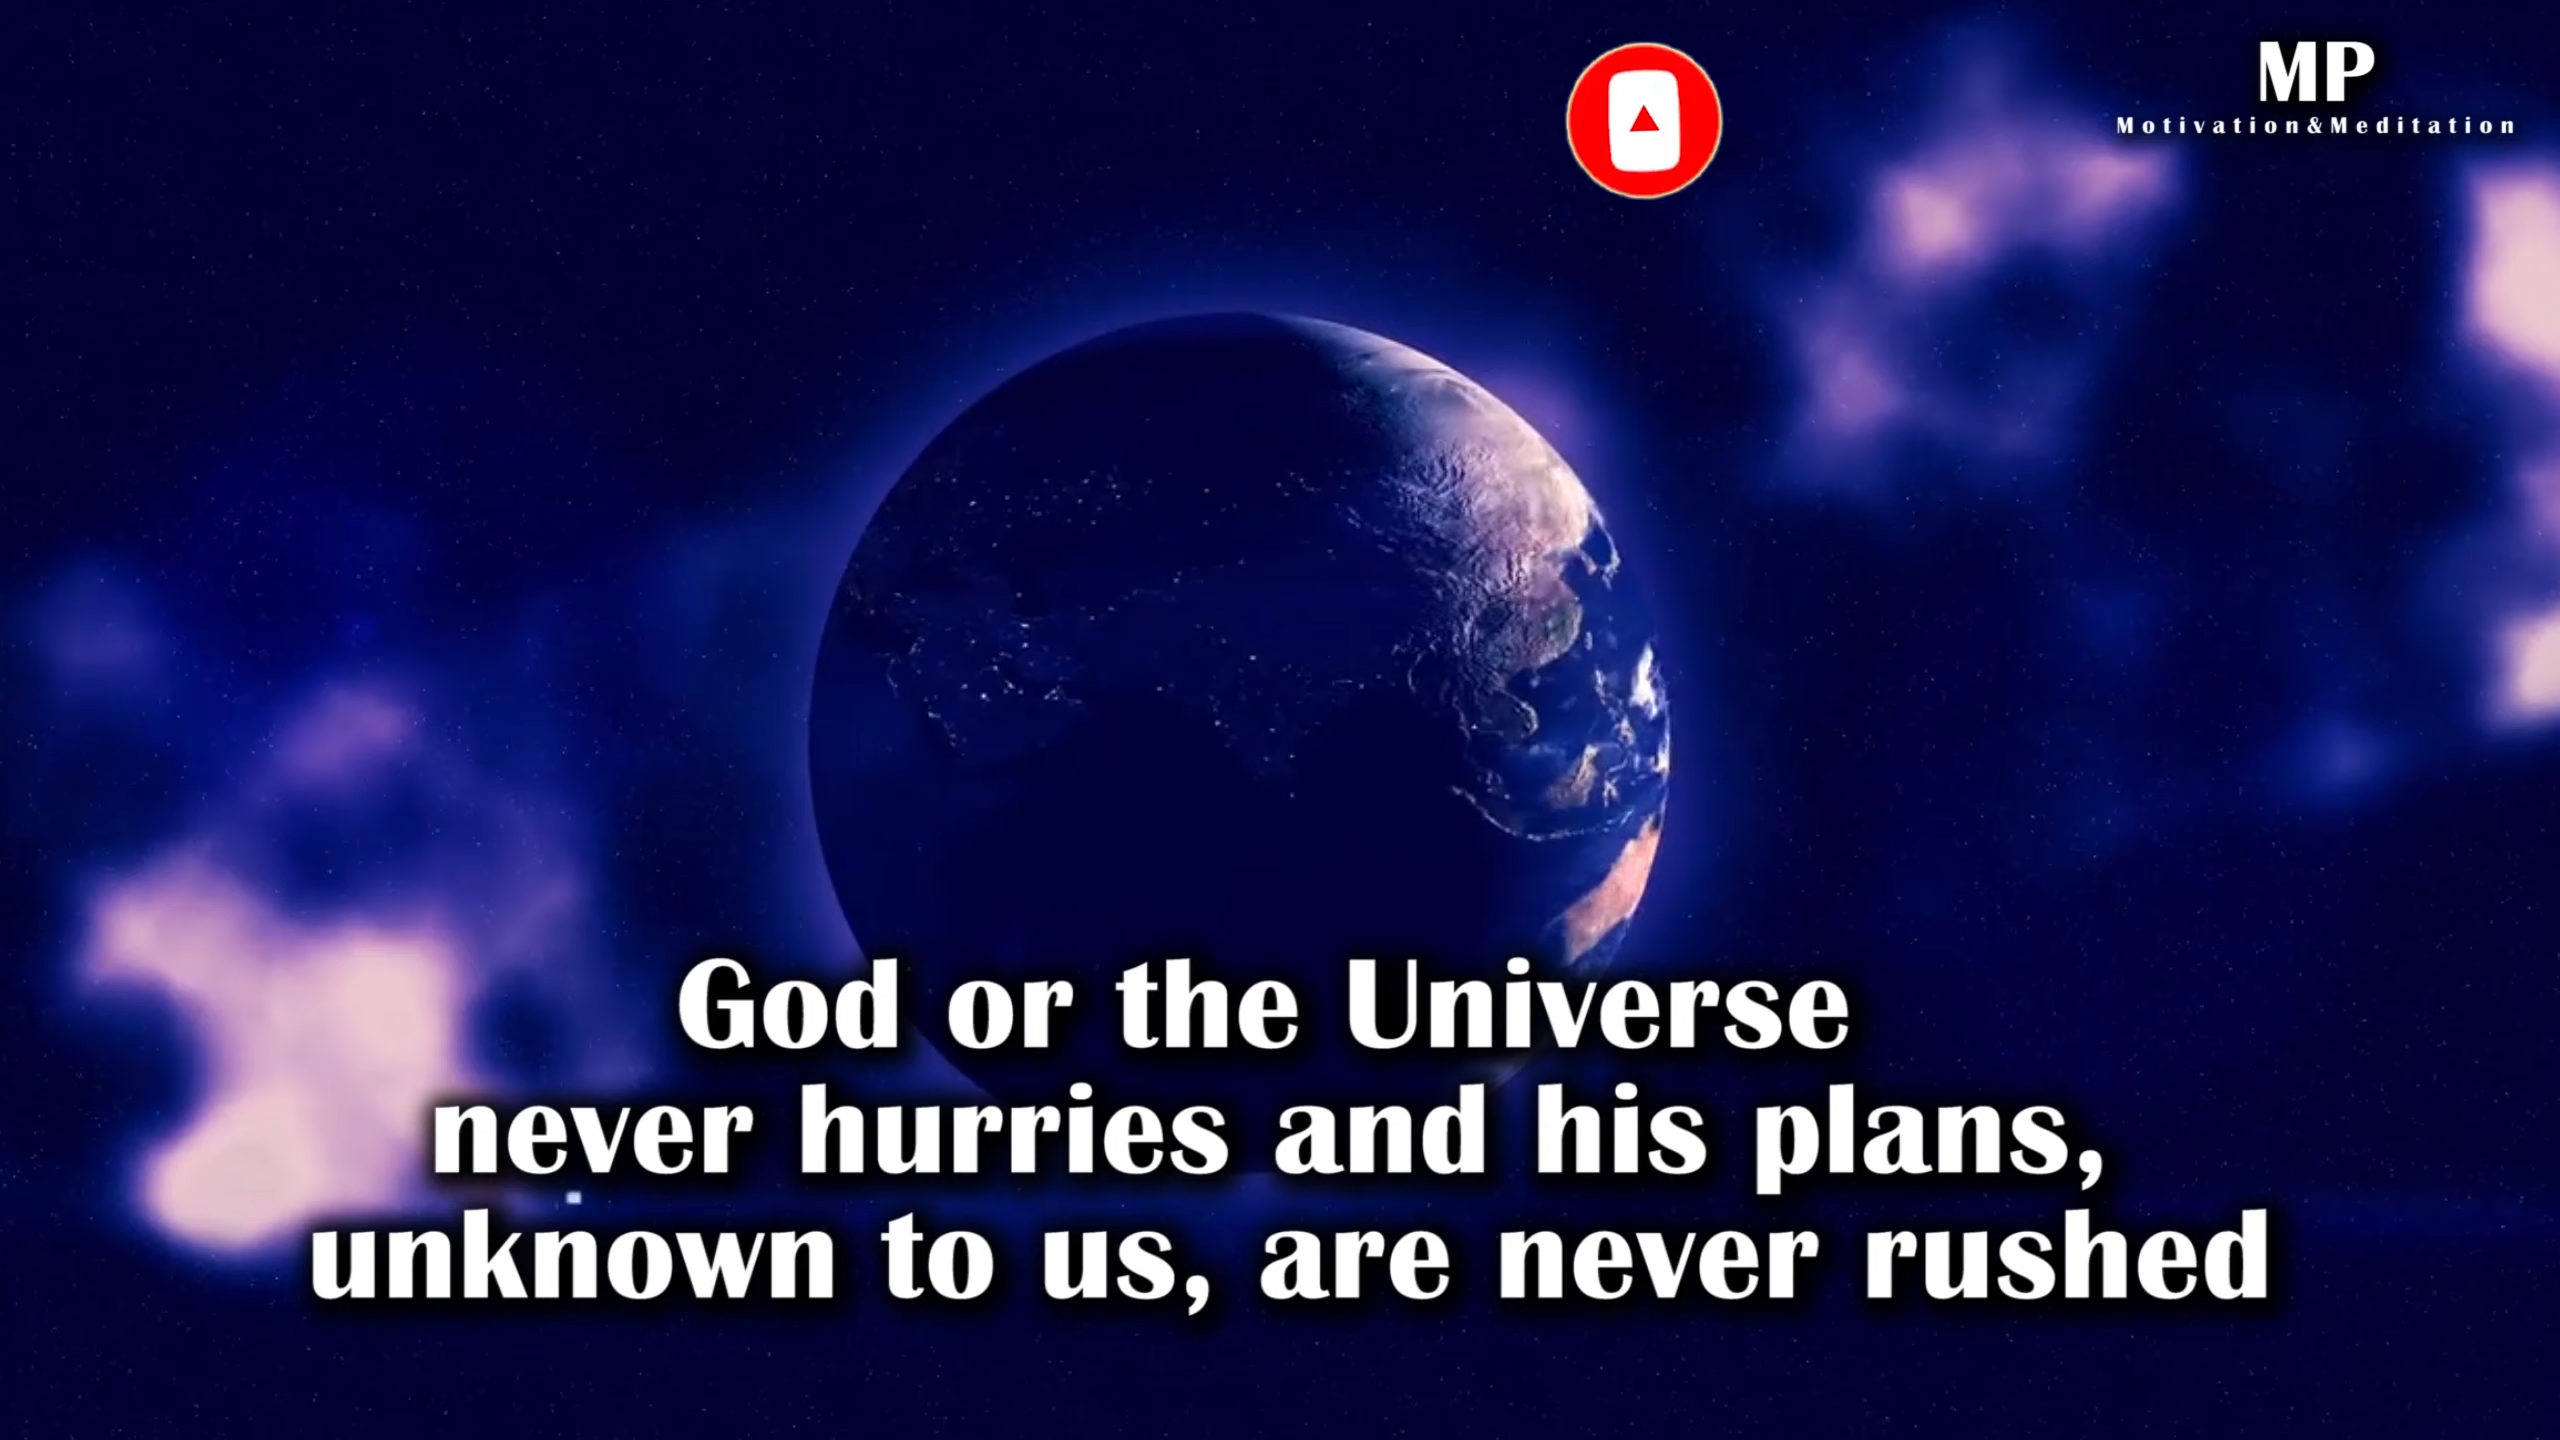 MP
Motivation&Meditation
God or the Universe
never hurries and his plans,
unknown to us, are never rushed